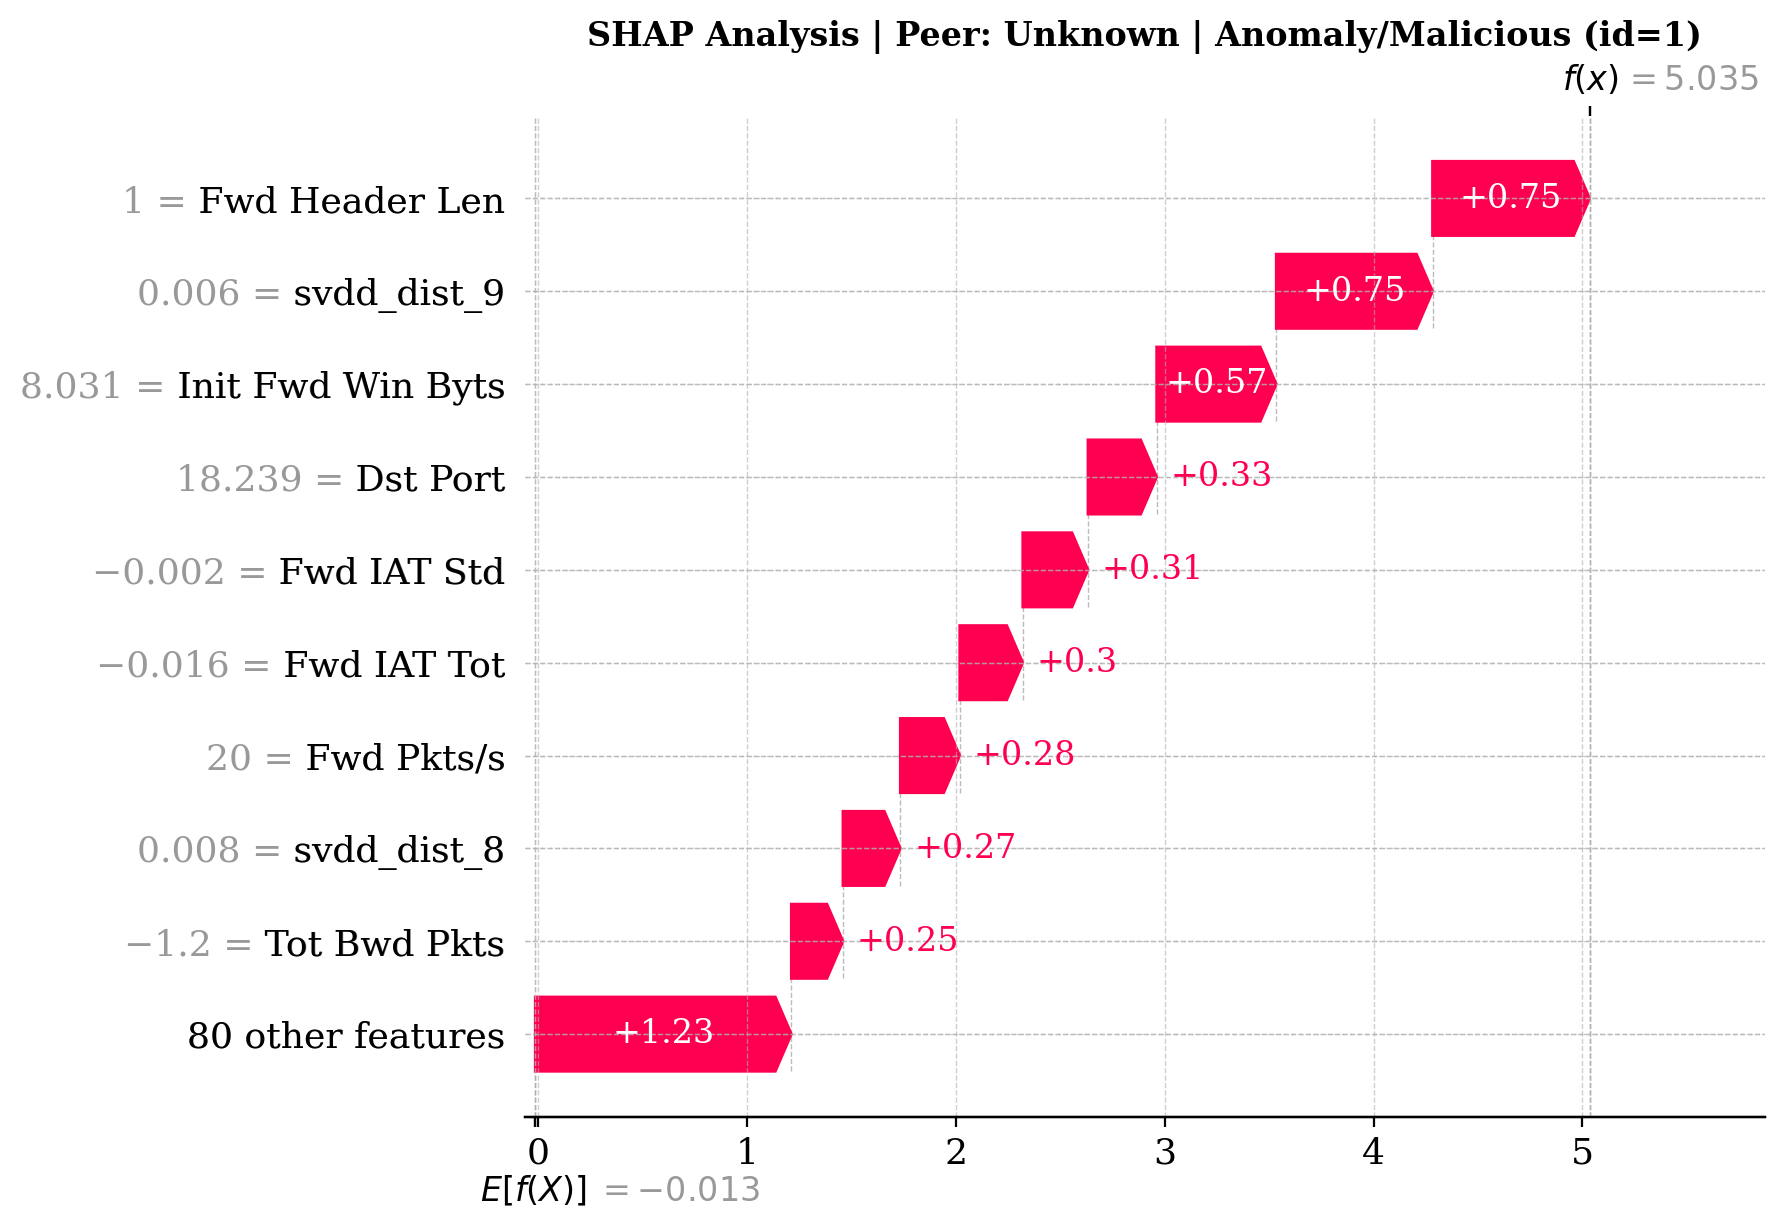 SHAP Analysis | Peer: Unknown | Anomaly/Malicious (id=1)
f(x) = 5.035
1 = Fwd Header Len +0.75
0.006 = svdd_dist_9 +0.75
8.031 = Init Fwd Win Byts +0.57
18.239 = Dst Port +0.33
−0.002 = Fwd IAT Std +0.31
−0.016 = Fwd IAT Tot +0.3
20 = Fwd Pkts/s +0.28
0.008 = svdd_dist_8 +0.27
−1.2 = Tot Bwd Pkts +0.25
80 other features +1.23
0 1 2 3 4 5
E[f(X)] = −0.013